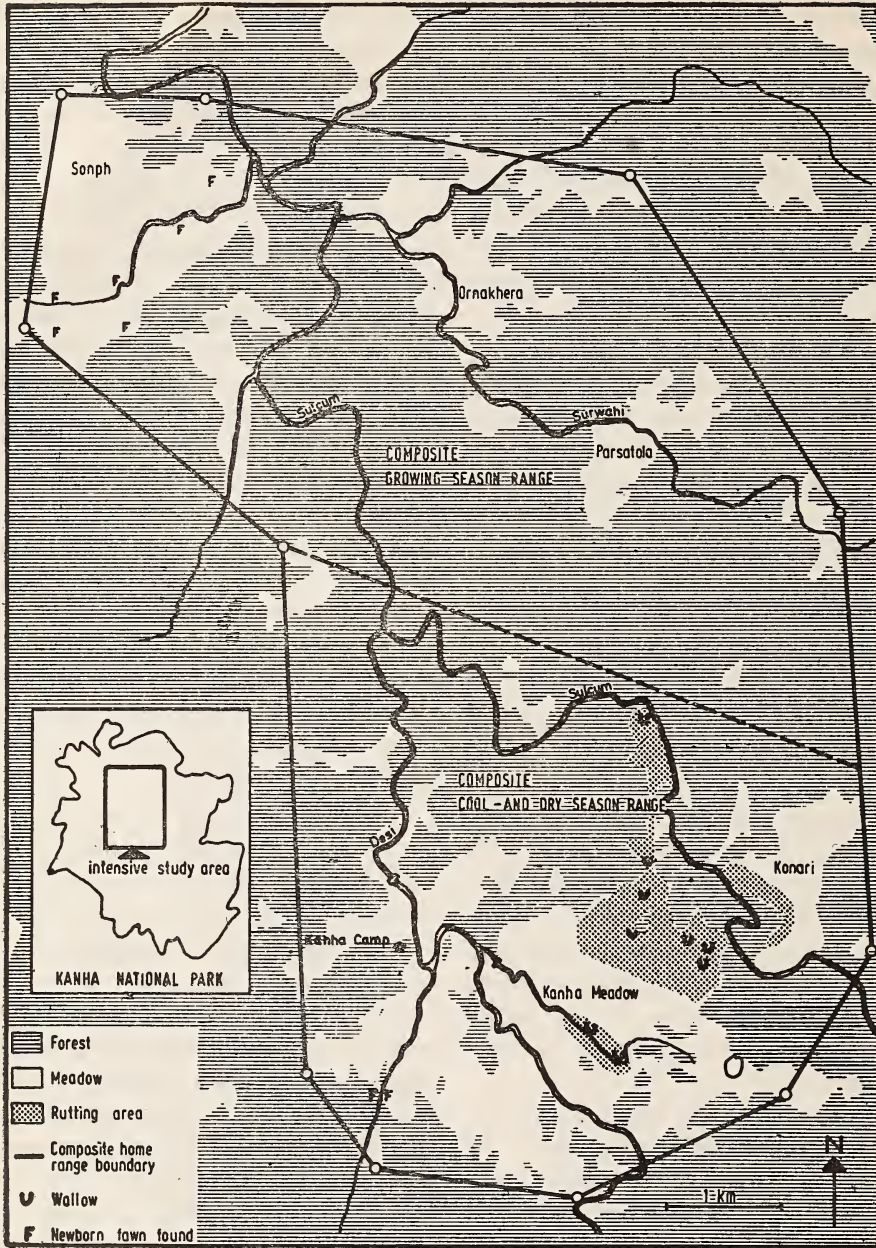 Sonph
F
F
F
F
F
F
Ornakhera
Sulcum
Surwahi
Parsatola
COMPOSITE
GROWING SEASON RANGE
Sulcum
COMPOSITE
COOL - AND DRY SEASON RANGE
Desi
Konari
intensive study area
Kanha Camp
KANHA NATIONAL PARK
Kanha Meadow
Forest
Meadow
Rutting area
Composite home
range boundary
Wallow
F Newborn fawn found
F F
N
1 km